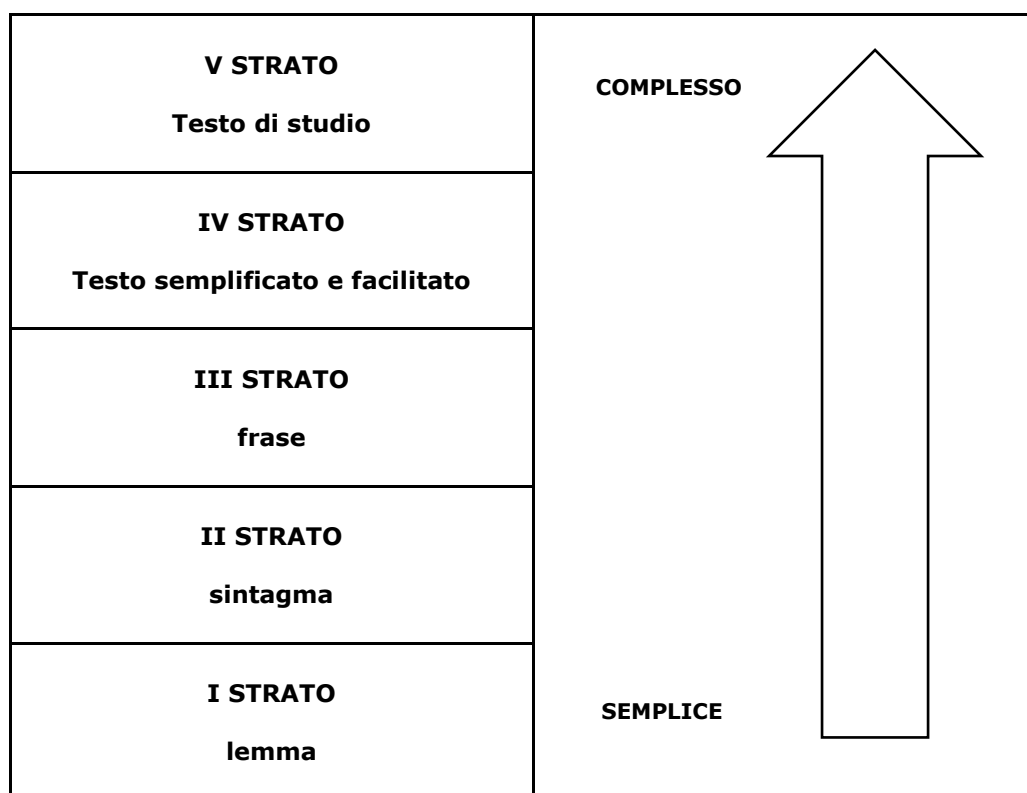 V STRATO
Testo di studio
COMPLESSO
IV STRATO
Testo semplificato e facilitato
III STRATO
frase
II STRATO
sintagma
I STRATO
lemma
SEMPLICE